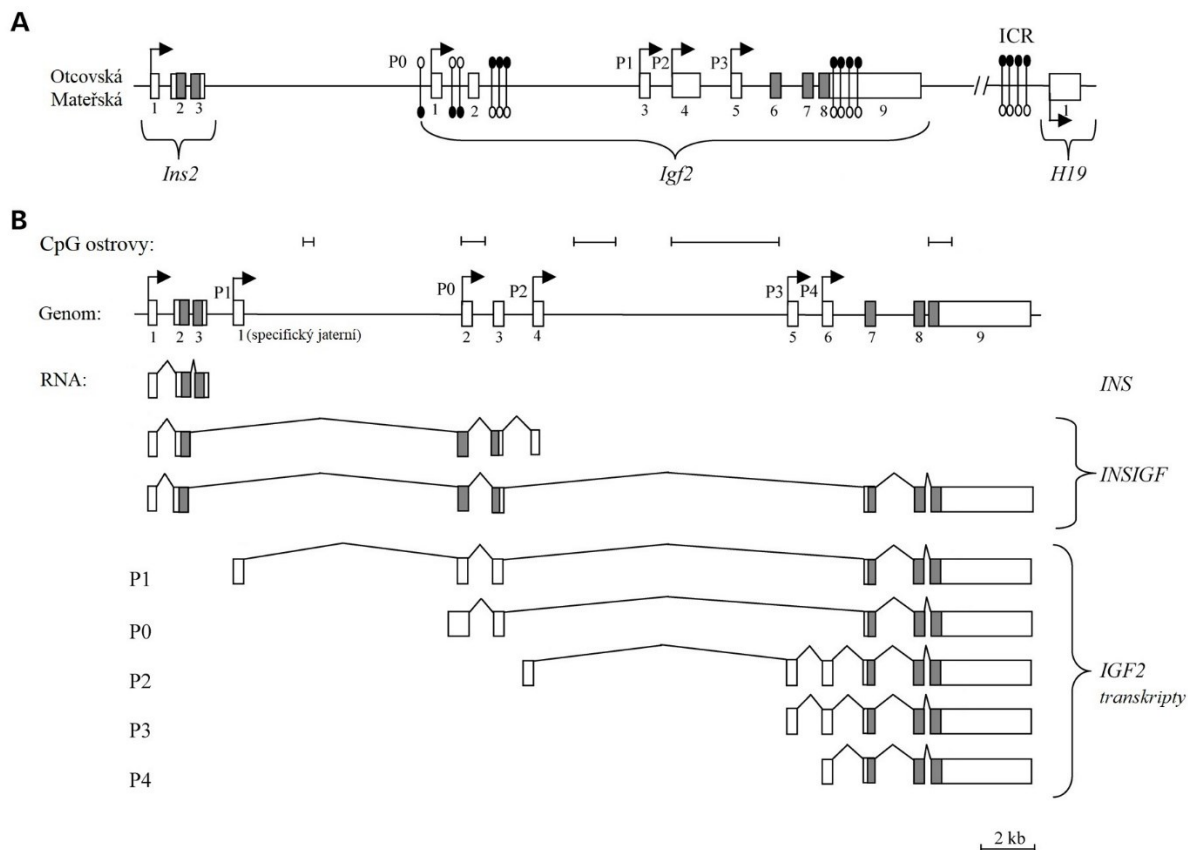 A
ICR
P0 P1 P2 P3
Otcovská
Mateřská
1 2 3 1 2 3 4 5 6 7 8 9 1
Ins2 Igf2 H19
B
CpG ostrovy:
P1 P0 P2 P3 P4
Genom:
1 2 3 1 (specifický jaterní) 2 3 4 5 6 7 8 9
RNA: INS
INSIGF
P1
P0
P2 IGF2
transkripty
P3
P4
2 kb